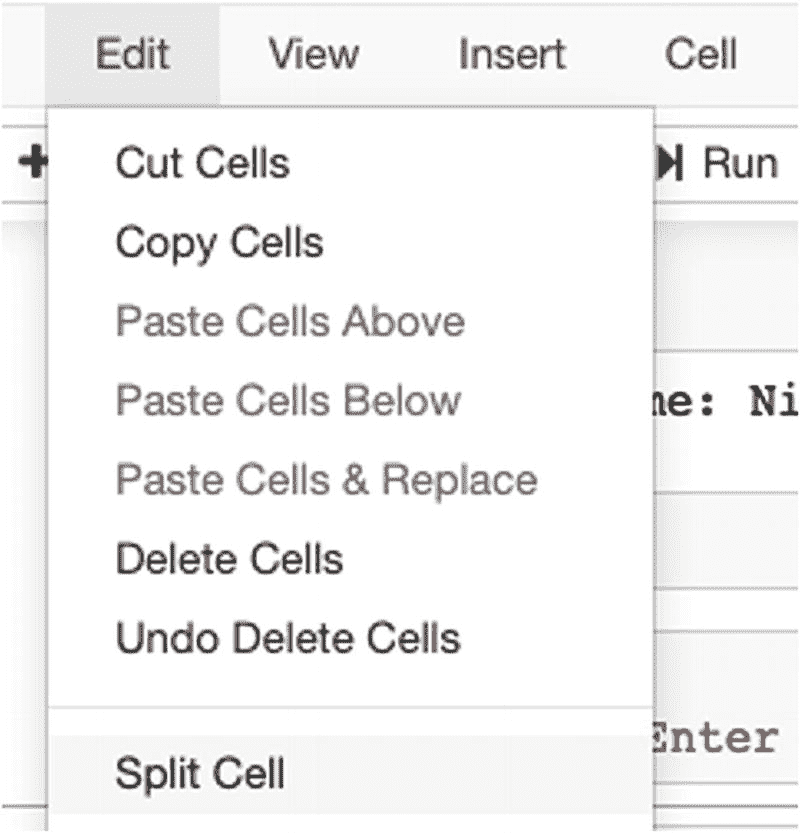 Edit View Insert Cell
Cut Cells
Run
Copy Cells
Paste Cells Above
Paste Cells Below
me: Ni
Paste Cells & Replace
Delete Cells
Undo Delete Cells
Enter
Split Cell